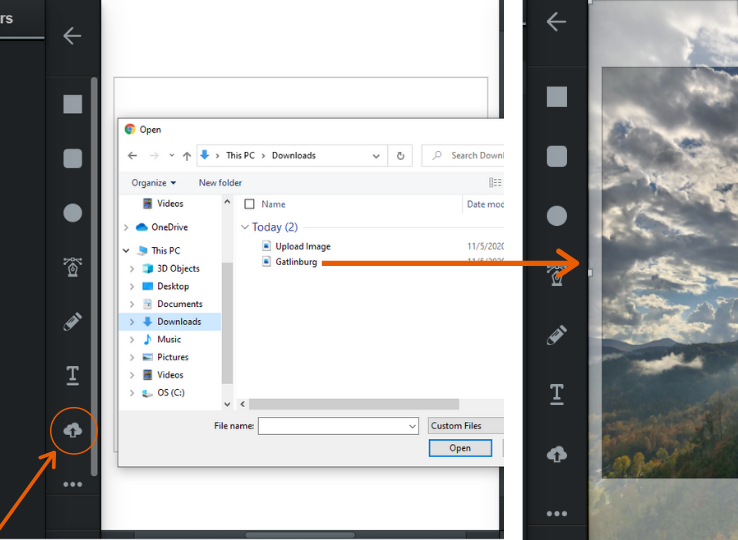 rs
Open
This PC > Downloads
Search Downl
Organize
New folder
Videos
OneDrive
This PC
3D Objects
Desktop
Documents
Downloads
Music
Pictures
Videos
OS (C:)
Name
Date mod
Today (2)
Upload Image
11/5/2020
Gatlinburg
11/5/2020
File name:
Custom Files
Open
T
T